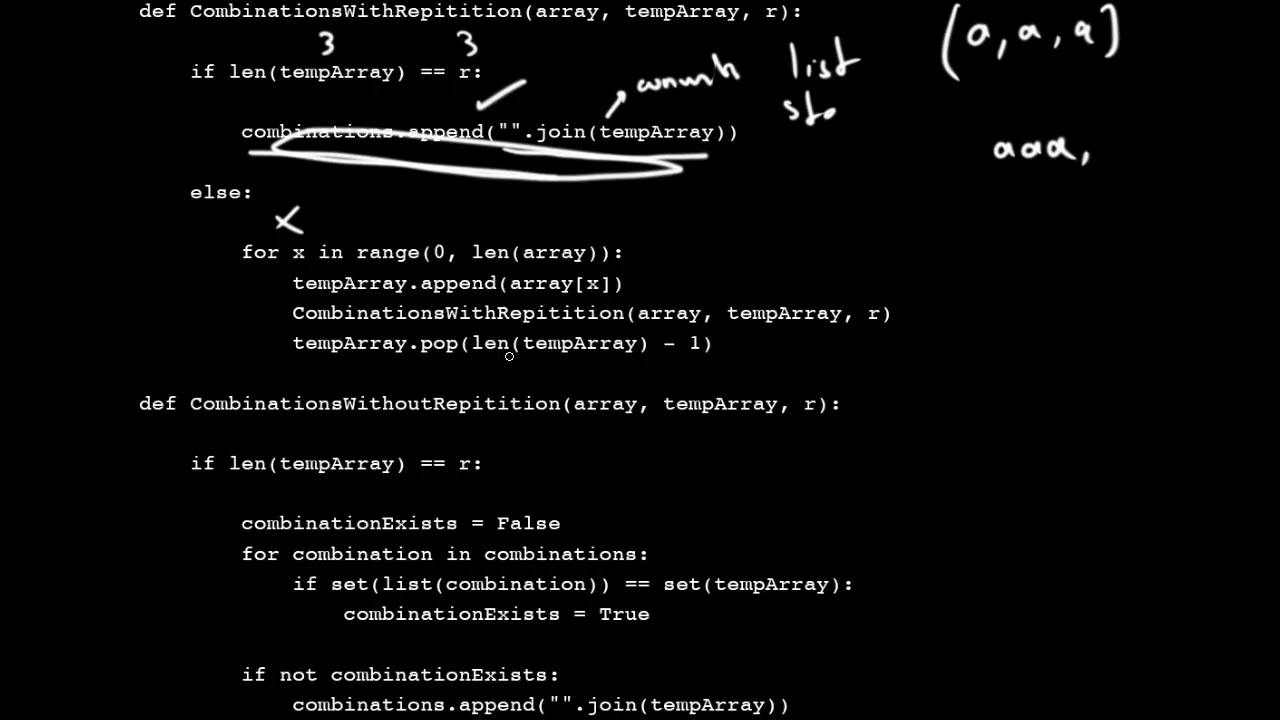 def CombinationsWithRepitition(array, tempArray, r):
3 3
(a, a, a]
if len(tempArray) == r:
list
str
combinations.append("".join(tempArray))
aaa,
else:
x
for x in range(0, len(array)):
tempArray.append(array[x])
CombinationsWithRepitition(array, tempArray, r)
tempArray.pop(len(tempArray) - 1)
def CombinationsWithoutRepitition(array, tempArray, r):
if len(tempArray) == r:
combinationExists = False
for combination in combinations:
if set(list(combination)) == set(tempArray):
combinationExists = True
if not combinationExists:
combinations.append("".join(tempArray))